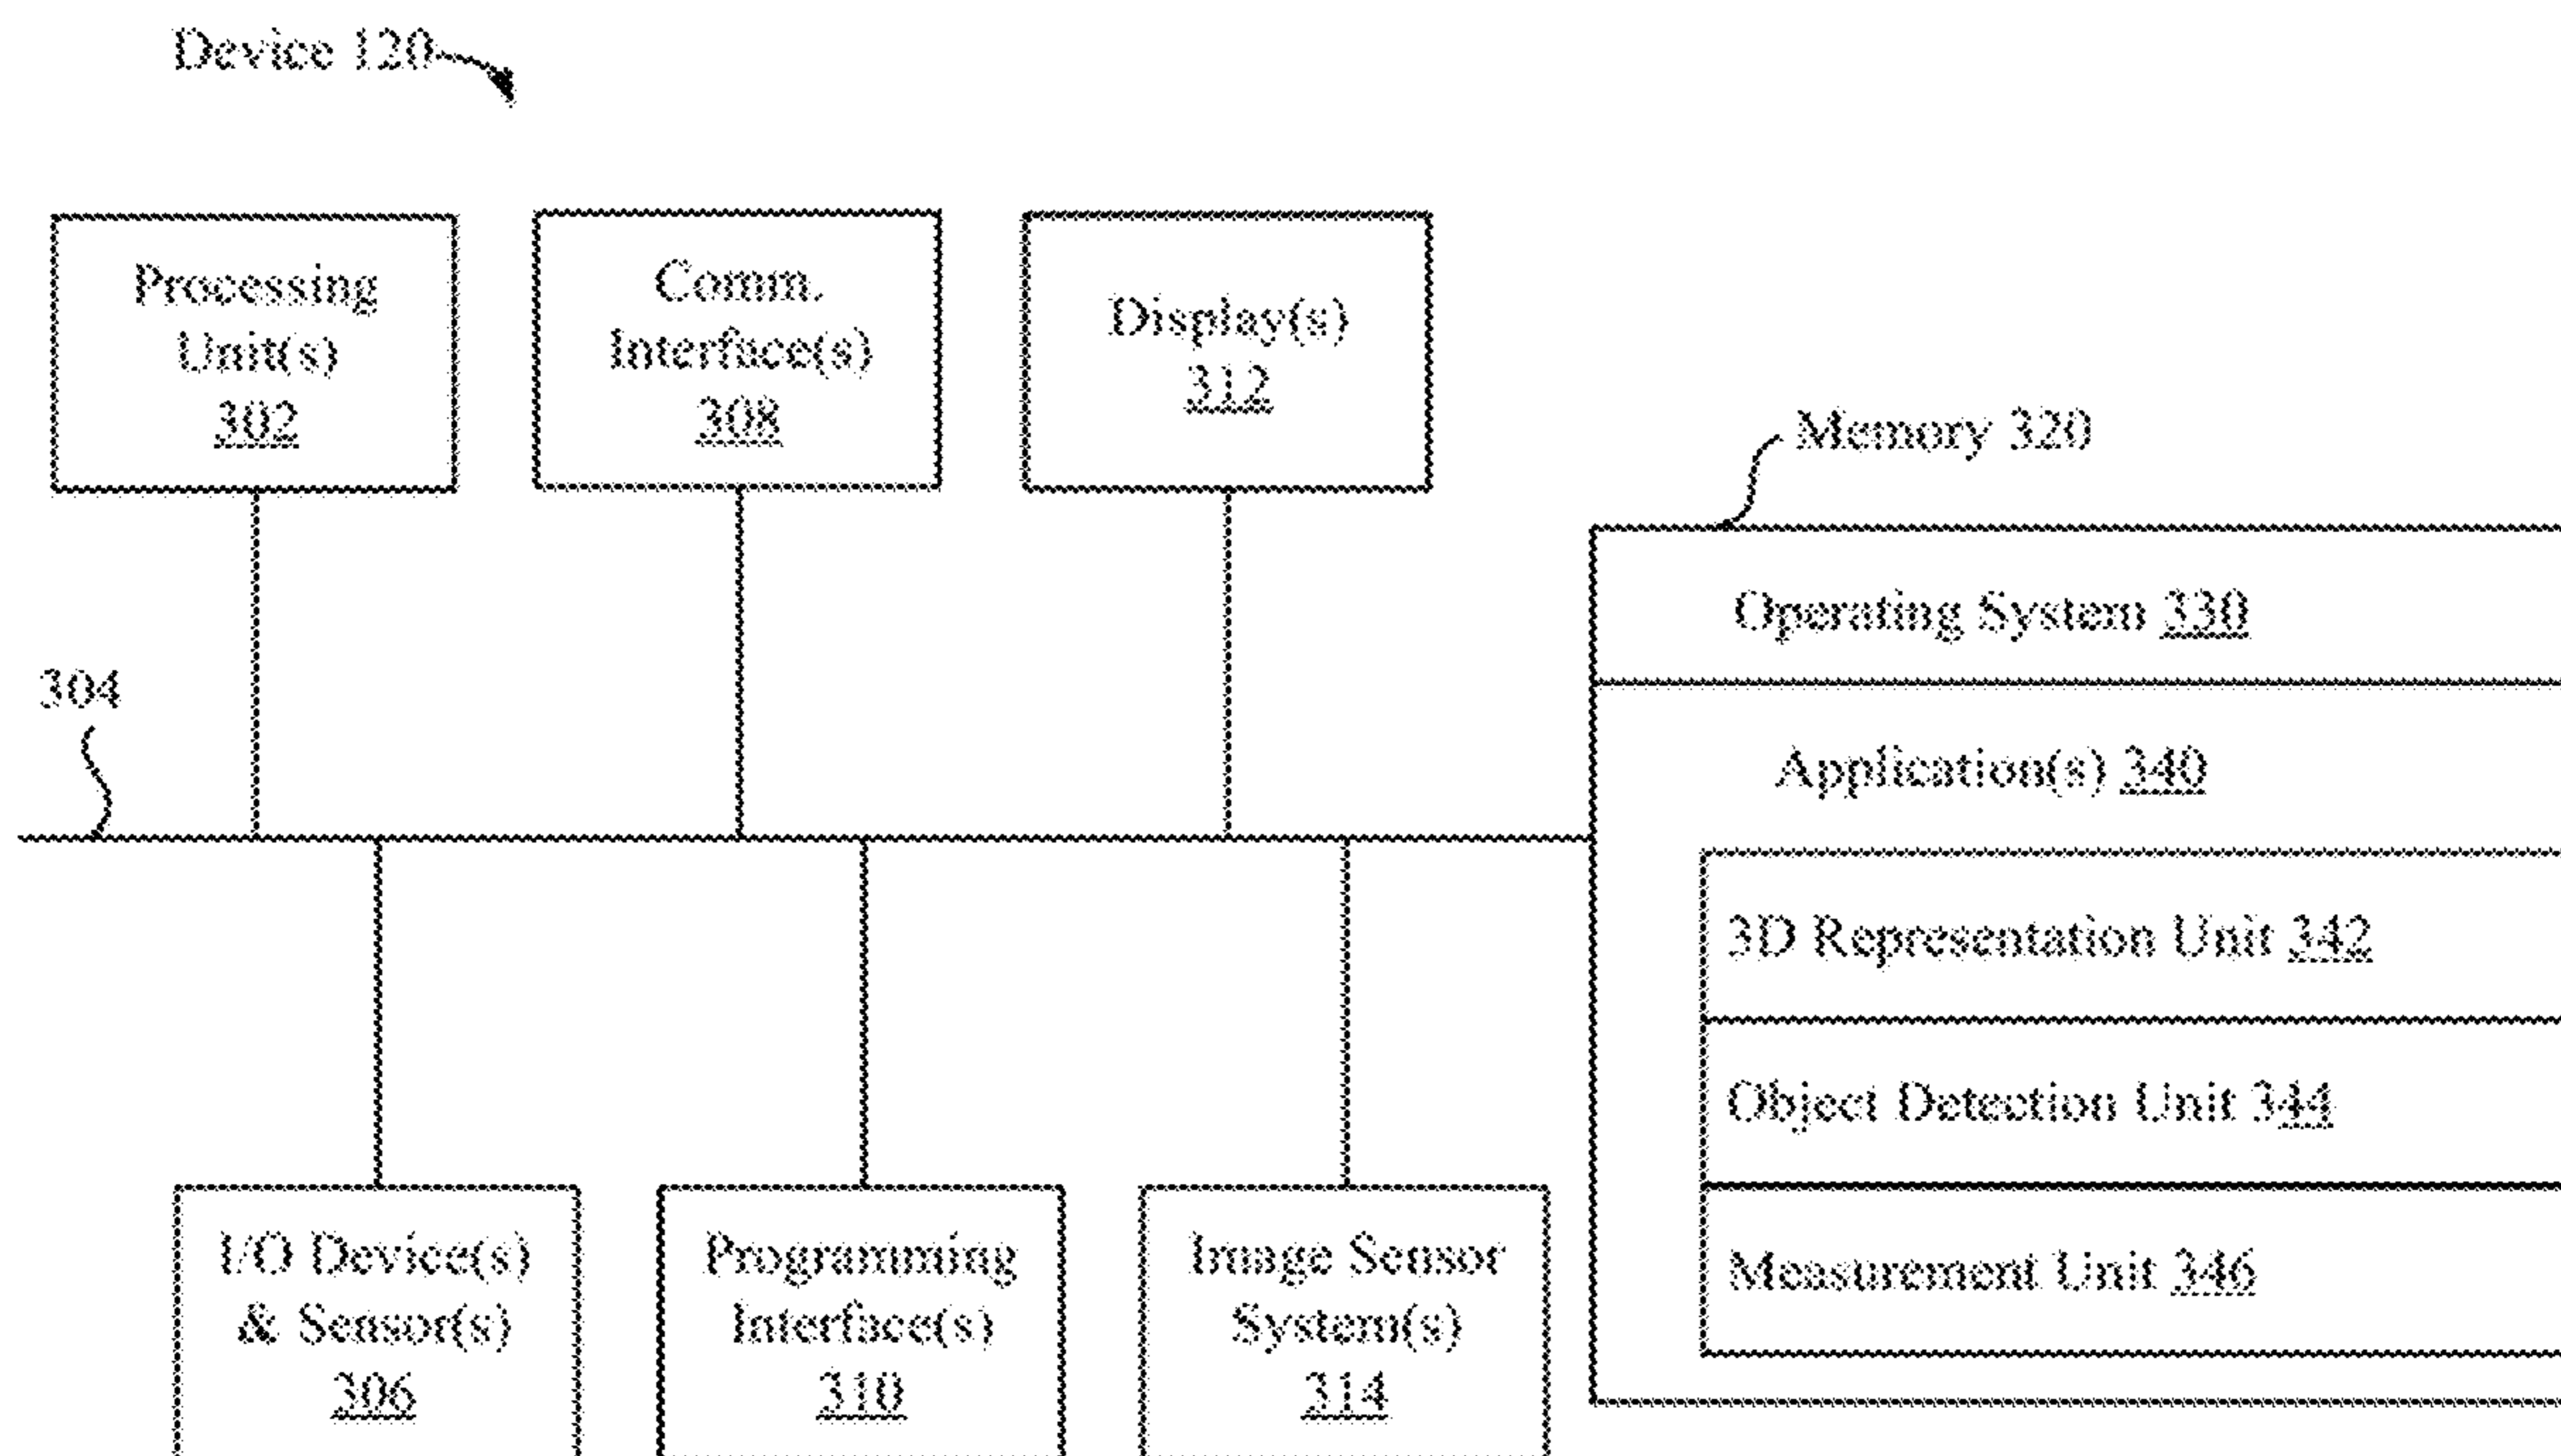 Device 120
Processing
Unit(s)
302
Comm.
Interface(s)
308
Display(s)
312
Memory 320
Operating System 330
304
Application(s) 340
3D Representation Unit 342
Object Detection Unit 344
Measurement Unit 346
I/O Device(s)
& Sensor(s)
306
Programming
Interface(s)
310
Image Sensor
System(s)
314